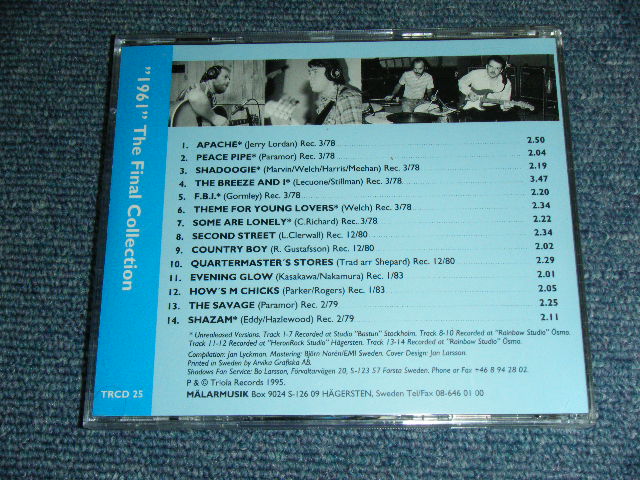 "1961" The Final Collection
TRCD 25
1. APACHE* (Jerry Lordan) Rec. 3/78 2.50
2. PEACE PIPE* (Paramor) Rec. 3/78 2.04
3. SHADOOGIE* (Marvin/Welch/Harris/Meehan) Rec. 3/78 2.19
4. THE BREEZE AND I* (Lecuone/Stillman) Rec. 3/78 3.47
5. F.B.I.* (Gormley) Rec. 3/78 2.20
6. THEME FOR YOUNG LOVERS* (Welch) Rec. 3/78 2.34
7. SOME ARE LONELY* (C.Richard) Rec. 3/78 2.22
8. SECOND STREET (L.Clerwall) Rec. 12/80 2.34
9. COUNTRY BOY (R. Gustafsson) Rec. 12/80 2.02
10. QUARTERMASTER´S STORES (Trad arr Shepard) Rec. 12/80 2.29
11. EVENING GLOW (Kasakawa/Nakamura) Rec. 1/83 2.01
12. HOW´S M CHICKS (Parker/Rogers) Rec. 1/83 2.05
13. THE SAVAGE (Paramor) Rec. 2/79 2.25
14. SHAZAM* (Eddy/Hazlewood) Rec. 2/79 2.11
* Unrealeased Versions. Track 1-7 Recorded at Studio "Bastun" Stockholm. Track 8-10 Recorded at "Rainbow Studio" Ösmo.
Track 11-12 Recorded at "HeronRock Studio" Hägersten. Track 13-14 Recorded at "Rainbow Studio" Ösmo.
Compilation: Jan Lyckman. Mastering: Björn Norén/EMI Sweden. Cover Design: Jan Larsson.
Printed in Sweden by Arvika Grafiska AB.
Shadows Fan Service: Bo Larsson, Förvaltarvägen 20, S-123 57 Farsta Sweden. Phone or Fax +46 8 94 28 02.
P & © Triola Records 1995.
MÄLARMUSIK Box 9024 S-126 09 HÄGERSTEN, Sweden Tel/Fax 08-646 01 00